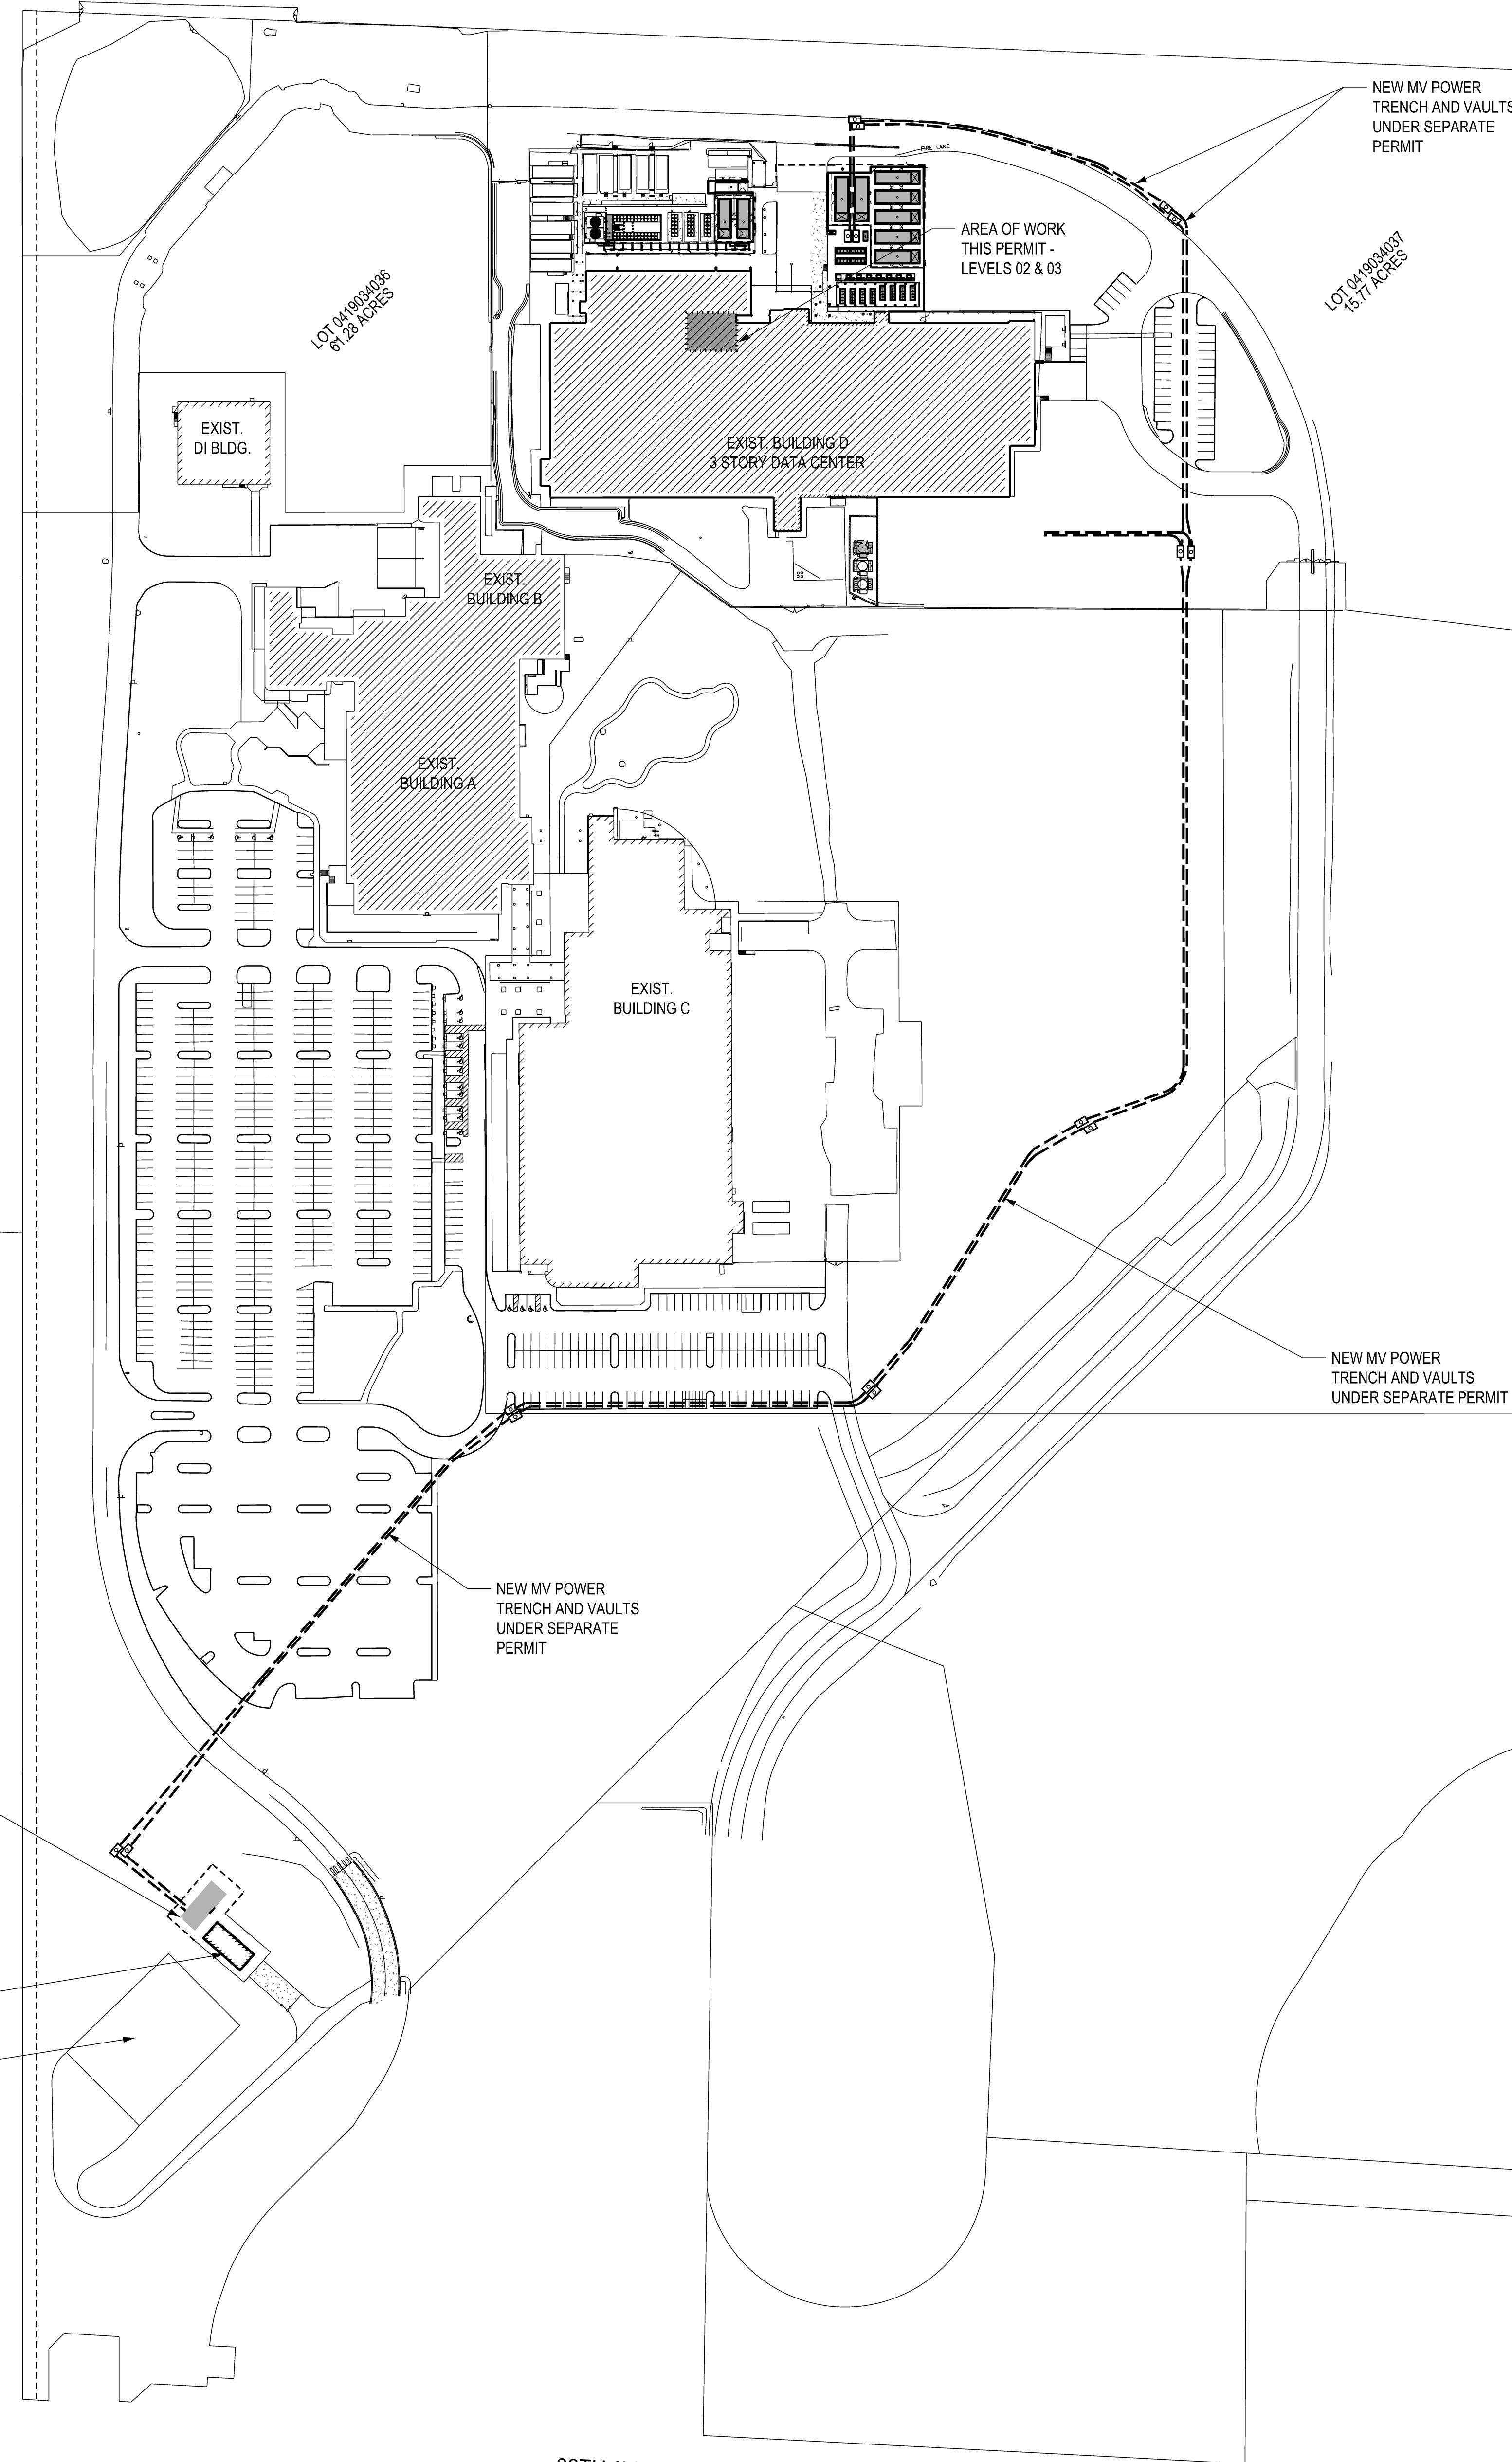 NEW MV POWER
TRENCH AND VAULTS
UNDER SEPARATE
PERMIT
FIRE LANE
AREA OF WORK
THIS PERMIT -
LEVELS 02 & 03
LOT 0419034037
15.77 ACRES
LOT 0419034036
61.28 ACRES
EXIST.
DI BLDG.
EXIST. BUILDING D
3 STORY DATA CENTER
EXIST.
BUILDING B
EXIST.
BUILDING A
EXIST.
BUILDING C
C
NEW MV POWER
TRENCH AND VAULTS
UNDER SEPARATE PERMIT
NEW MV POWER
TRENCH AND VAULTS
UNDER SEPARATE
PERMIT